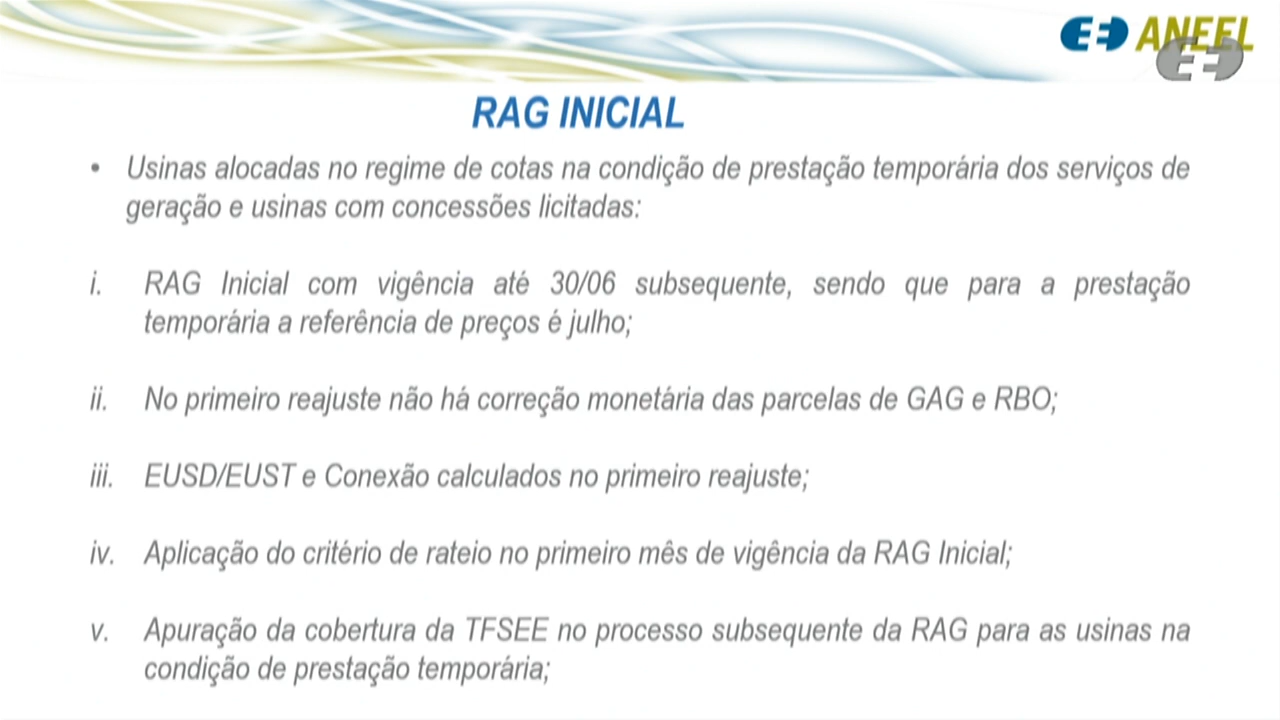 ANEEL
RAG INICIAL
• Usinas alocadas no regime de cotas na condição de prestação temporária dos serviços de
geração e usinas com concessões licitadas:
i. RAG Inicial com vigência até 30/06 subsequente, sendo que para a prestação
temporária a referência de preços é julho;
ii. No primeiro reajuste não há correção monetária das parcelas de GAG e RBO;
iii. EUSD/EUST e Conexão calculados no primeiro reajuste;
iv. Aplicação do critério de rateio no primeiro mês de vigência da RAG Inicial;
v. Apuração da cobertura da TFSEE no processo subsequente da RAG para as usinas na
condição de prestação temporária;